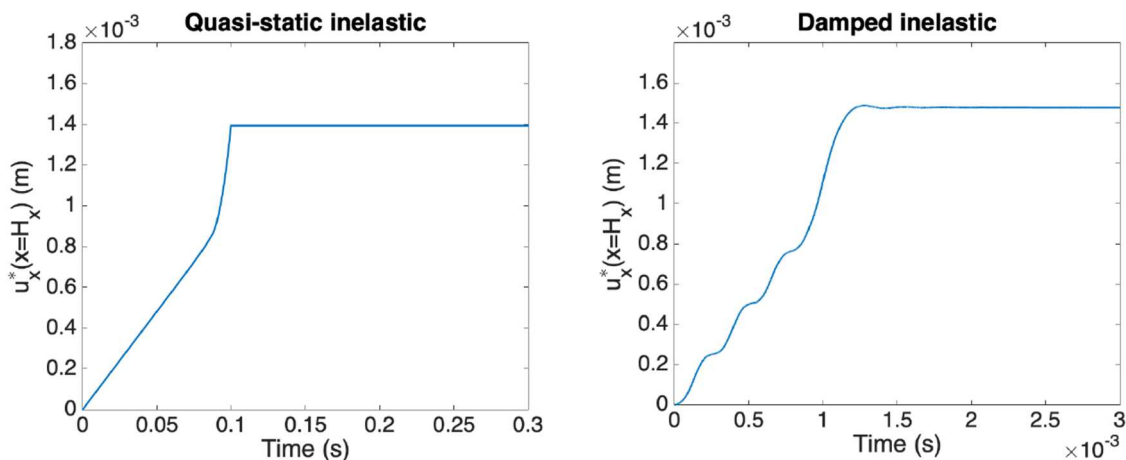 Quasi-static inelastic
×10⁻³
1.8
1.6
1.4
1.2
1
0.8
0.6
0.4
0.2
0
u*ₓ(x=Hₓ) (m)
0 0.05 0.1 0.15 0.2 0.25 0.3
Time (s)
Damped inelastic
×10⁻³
1.6
1.4
1.2
1
0.8
0.6
0.4
0.2
0
u*ₓ(x=Hₓ) (m)
0 0.5 1 1.5 2 2.5 3
Time (s) ×10⁻³